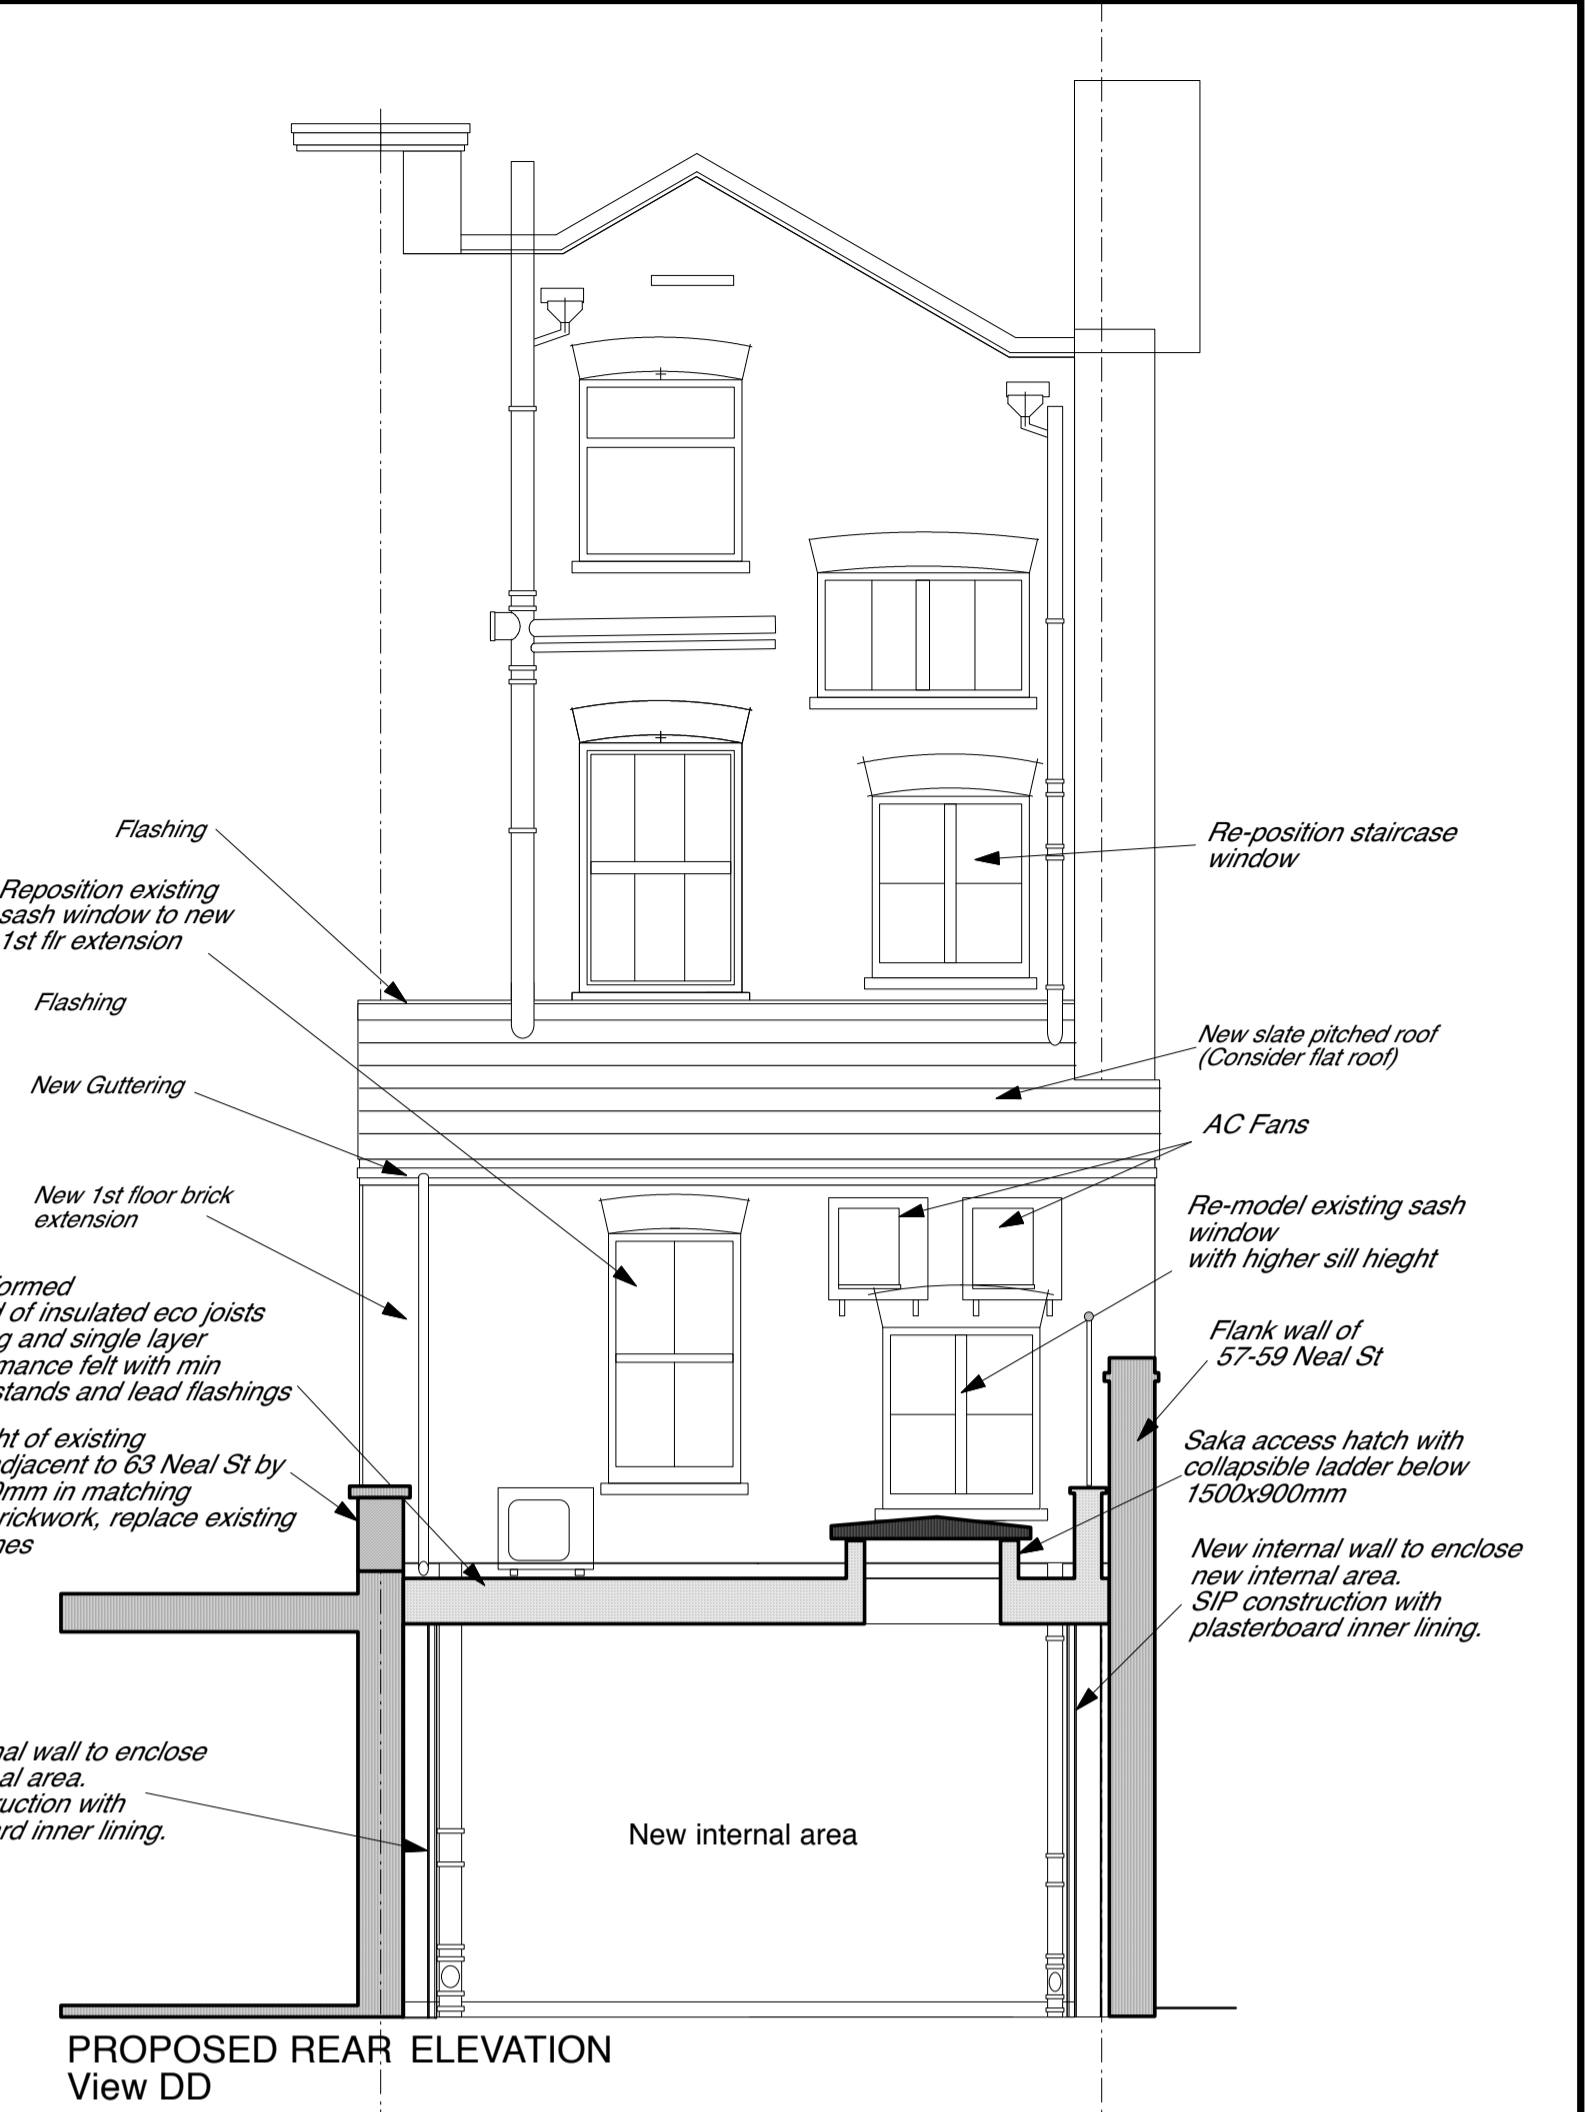 Flashing
Reposition existing
sash window to new
1st flr extension
Flashing
New Guttering
New 1st floor brick
extension
ormed
of insulated eco joists
g and single layer
mance felt with min
stands and lead flashings
ht of existing
adjacent to 63 Neal St by
0mm in matching
rickwork, replace existing
nes
nal wall to enclose
al area.
ruction with
rd inner lining.
Re-position staircase
window
New slate pitched roof
(Consider flat roof)
AC Fans
Re-model existing sash
window
with higher sill hieght
Flank wall of
57-59 Neal St
Saka access hatch with
collapsible ladder below
1500x900mm
New internal wall to enclose
new internal area.
SIP construction with
plasterboard inner lining.
New internal area
PROPOSED REAR ELEVATION
View DD